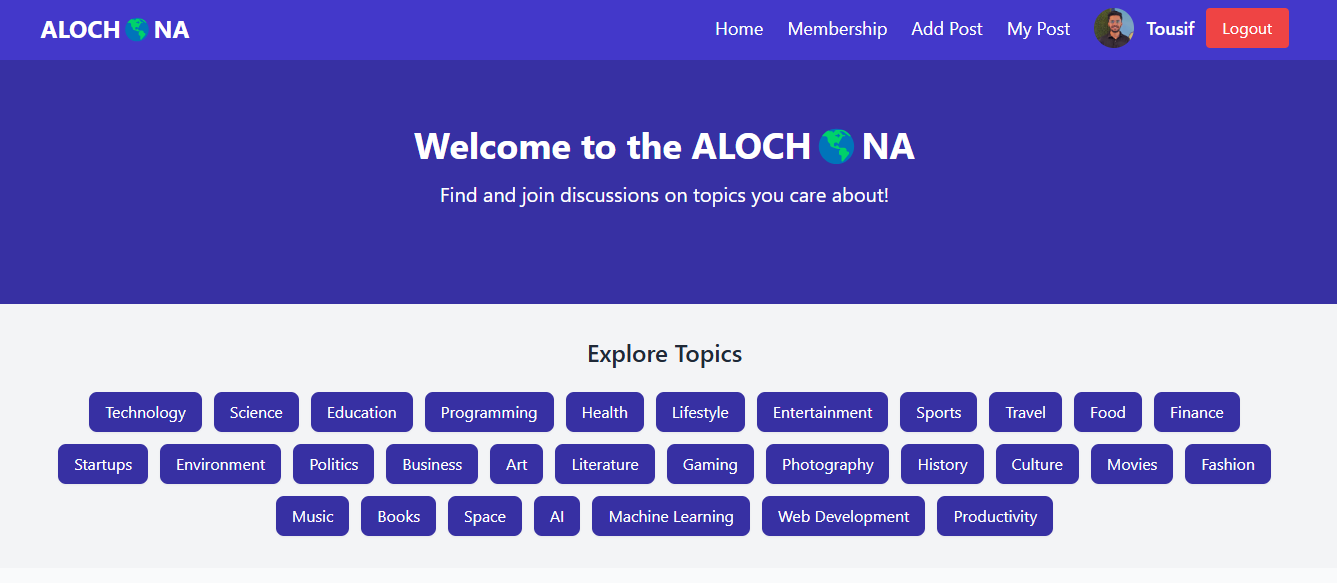 ALOCH🌎NA Home Membership Add Post My Post Tousif Logout
Welcome to the ALOCH🌎NA
Find and join discussions on topics you care about!
Explore Topics
Technology Science Education Programming Health Lifestyle Entertainment Sports Travel Food Finance
Startups Environment Politics Business Art Literature Gaming Photography History Culture Movies Fashion
Music Books Space AI Machine Learning Web Development Productivity